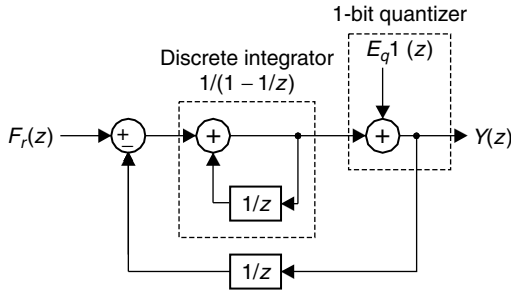 1-bit quantizer
E_q1 (z)
Discrete integrator
1/(1 – 1/z)
F_r(z)
+
–
+
+
Y(z)
1/z
1/z